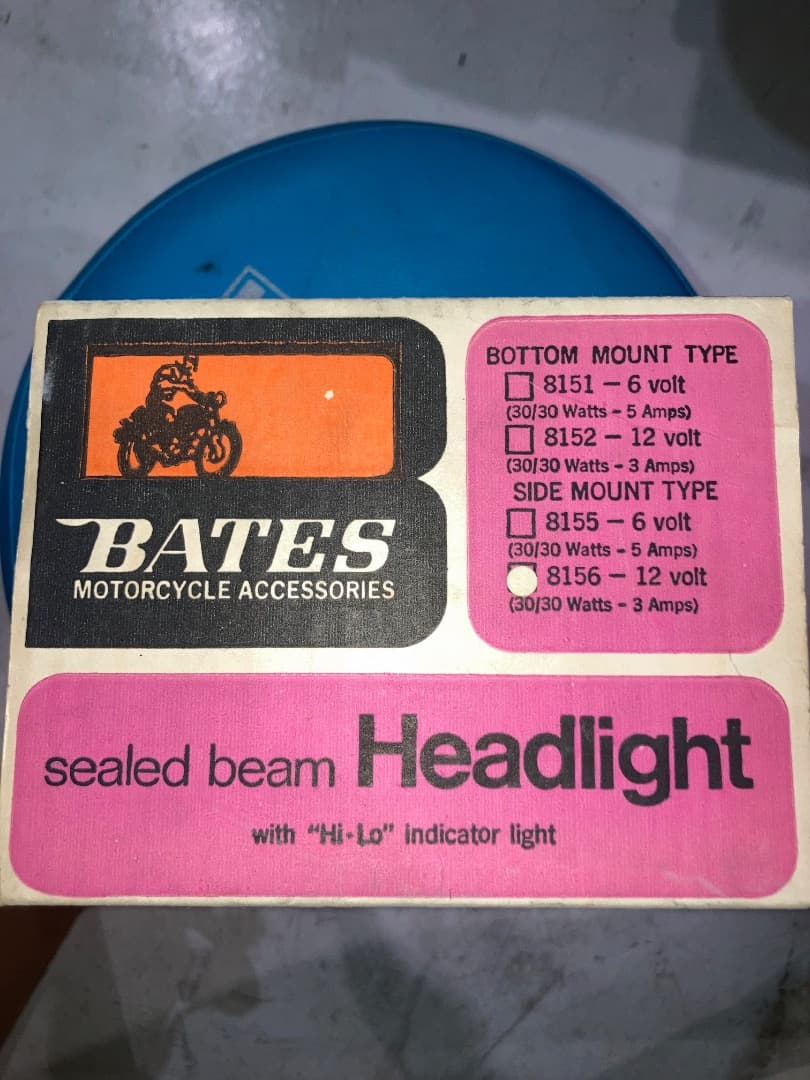 BATES
MOTORCYCLE ACCESSORIES
BOTTOM MOUNT TYPE
8151 – 6 volt
(30/30 Watts - 5 Amps)
8152 – 12 volt
(30/30 Watts - 3 Amps)
SIDE MOUNT TYPE
8155 – 6 volt
(30/30 Watts - 5 Amps)
8156 – 12 volt
(30/30 Watts - 3 Amps)
sealed beam Headlight
with "Hi-Lo" indicator light